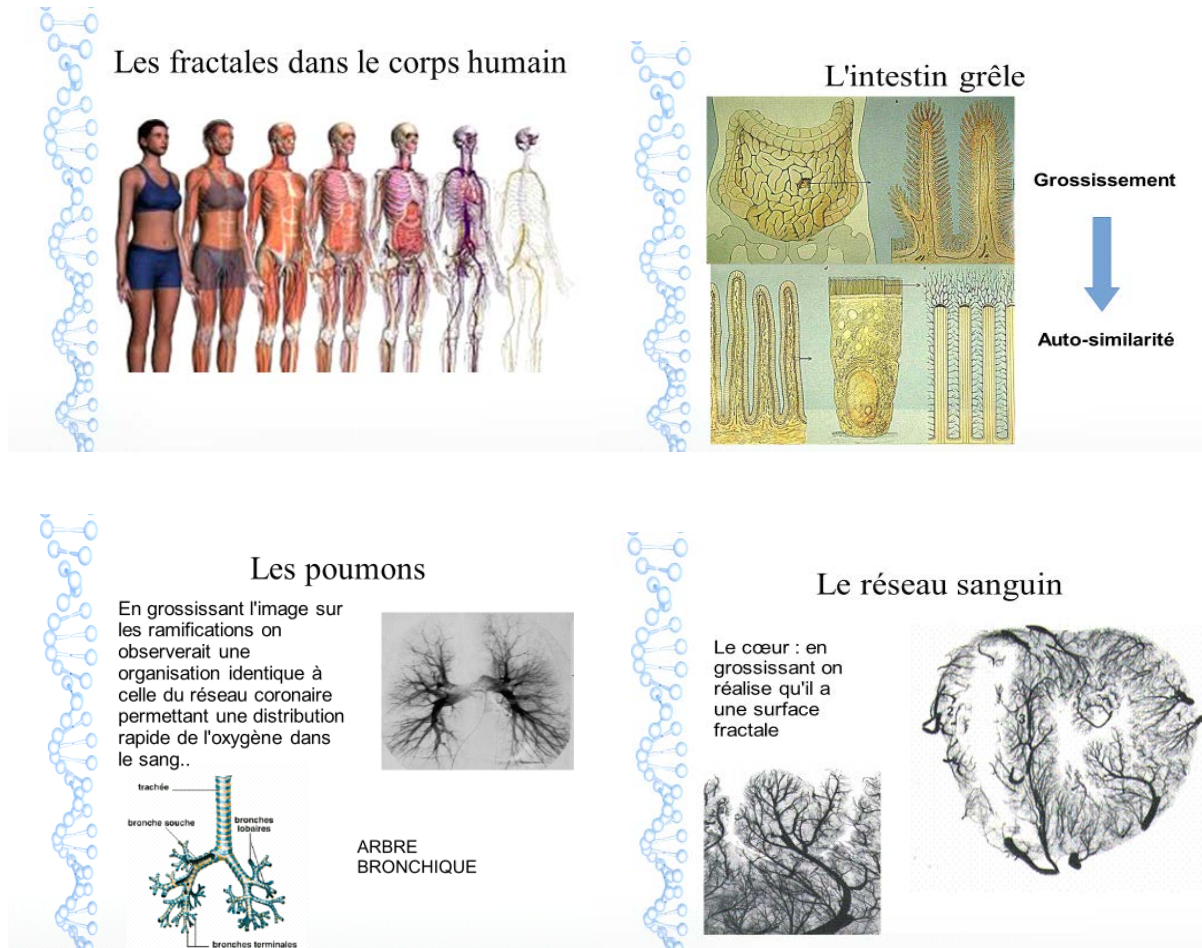 Les fractales dans le corps humain
L'intestin grêle
Grossissement
Auto-similarité
Les poumons
En grossissant l'image sur
les ramifications on
observerait une
organisation identique à
celle du réseau coronaire
permettant une distribution
rapide de l'oxygène dans
le sang..
trachée
bronche souche
bronches
lobaires
bronches terminales
ARBRE
BRONCHIQUE
Le réseau sanguin
Le cœur : en
grossissant on
réalise qu'il a
une surface
fractale